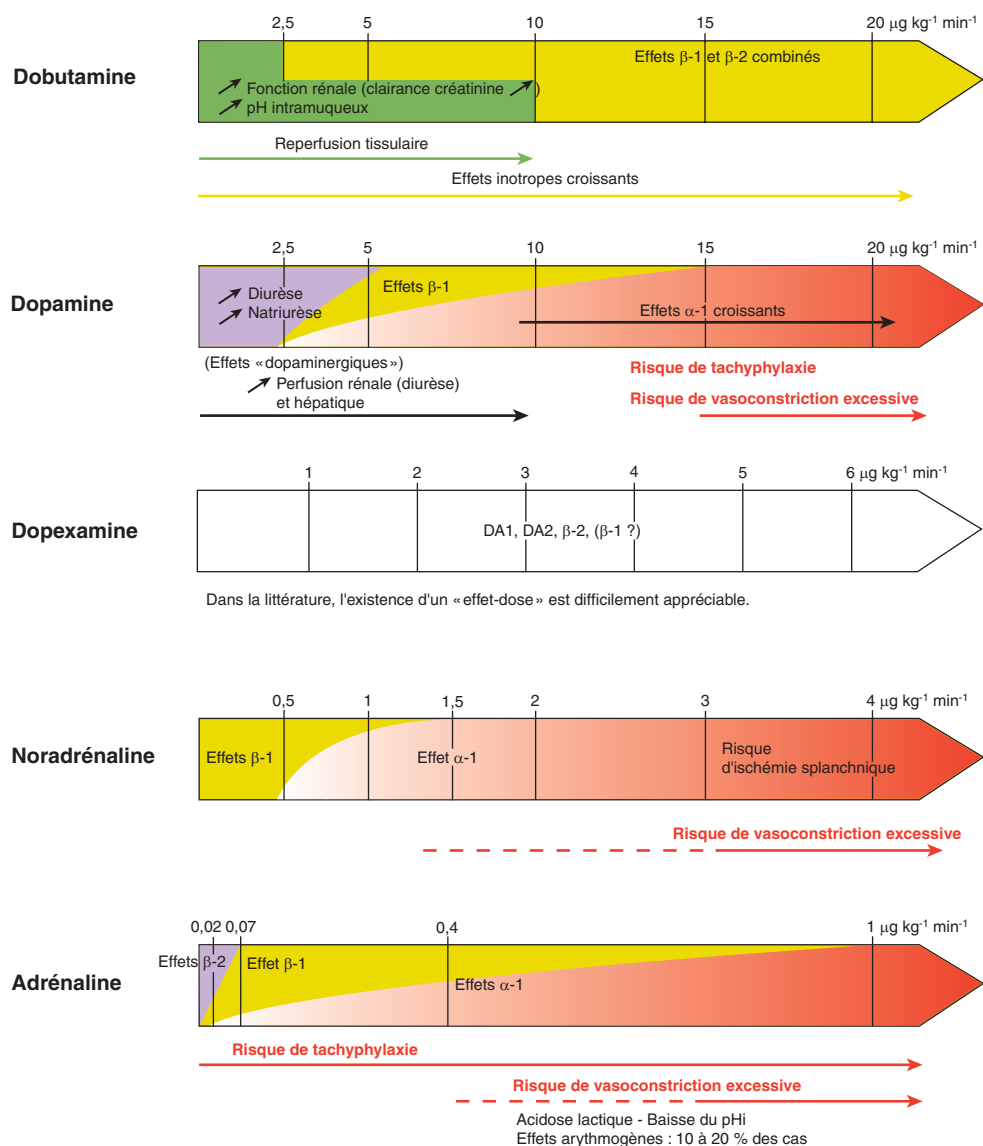 2,5 5 10 15 20 μg kg-1 min-1
Dobutamine
Effets β-1 et β-2 combinés
↗ Fonction rénale (clairance créatinine ↗ )
↗ pH intramuqueux
Reperfusion tissulaire
Effets inotropes croissants
2,5 5 10 15 20 μg kg-1 min-1
Dopamine
↗ Diurèse
↗ Natriurèse
Effets β-1
Effets α-1 croissants
(Effets «dopaminergiques»)
↗ Perfusion rénale (diurèse)
et hépatique
Risque de tachyphylaxie
Risque de vasoconstriction excessive
1 2 3 4 5 6 μg kg-1 min-1
Dopexamine
DA1, DA2, β-2, (β-1 ?)
Dans la littérature, l'existence d'un «effet-dose» est difficilement appréciable.
0,5 1 1,5 2 3 4 μg kg-1 min-1
Noradrénaline
Effets β-1
Effet α-1
Risque
d'ischémie splanchnique
Risque de vasoconstriction excessive
0,02 0,07 0,4 1 μg kg-1 min-1
Adrénaline
Effets β-2
Effet β-1
Effets α-1
Risque de tachyphylaxie
Risque de vasoconstriction excessive
Acidose lactique - Baisse du pHi
Effets arythmogènes : 10 à 20 % des cas